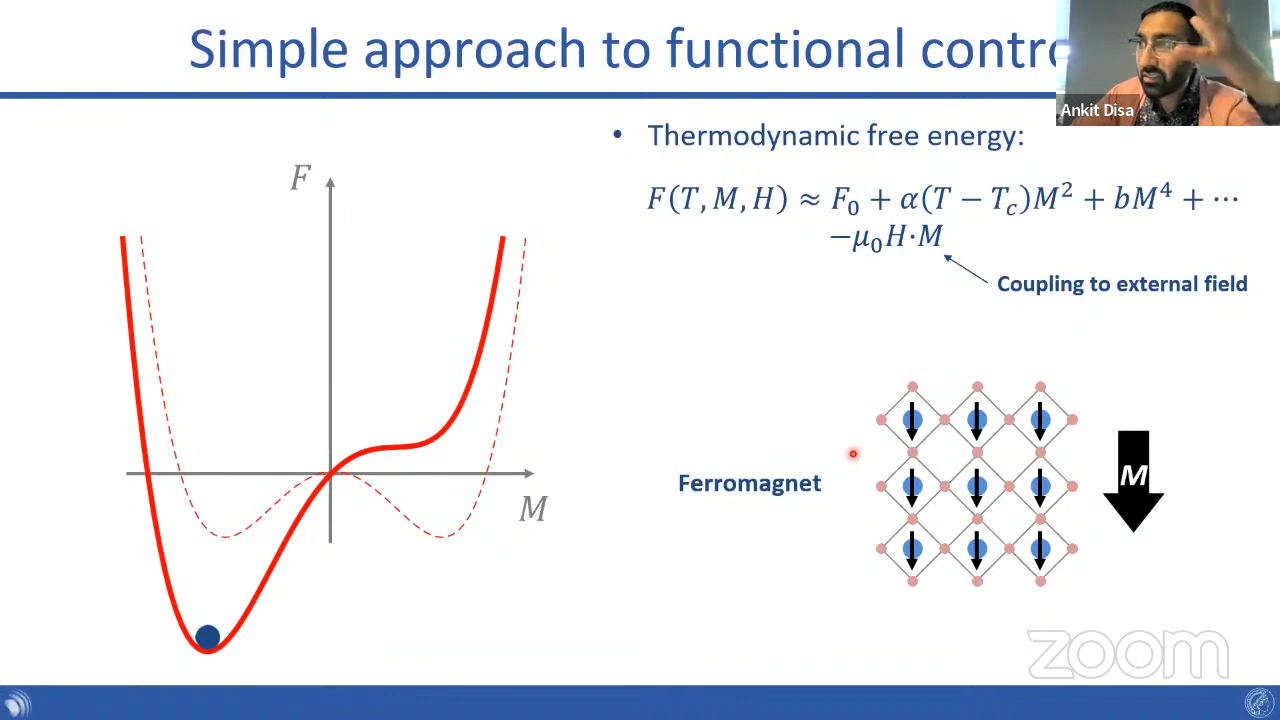 Simple approach to functional contro
Ankit Disa
• Thermodynamic free energy:
F(T, M, H) ≈ F₀ + α(T − T_c)M² + bM⁴ + ⋯
−μ₀H·M
Coupling to external field
F
M
Ferromagnet
M
zoom